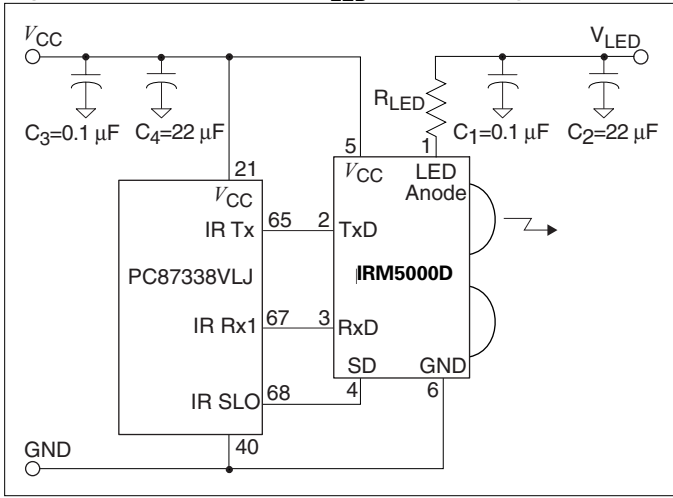 VCC
VLED
RLED
C3=0.1 µF
C4=22 µF
C1=0.1 µF
C2=22 µF
21
5
1
VCC
VCC
LED
Anode
IR Tx
65
2
TxD
PC87338VLJ
IRM5000D
IR Rx1
67
3
RxD
SD
GND
IR SLO
68
4
6
40
GND